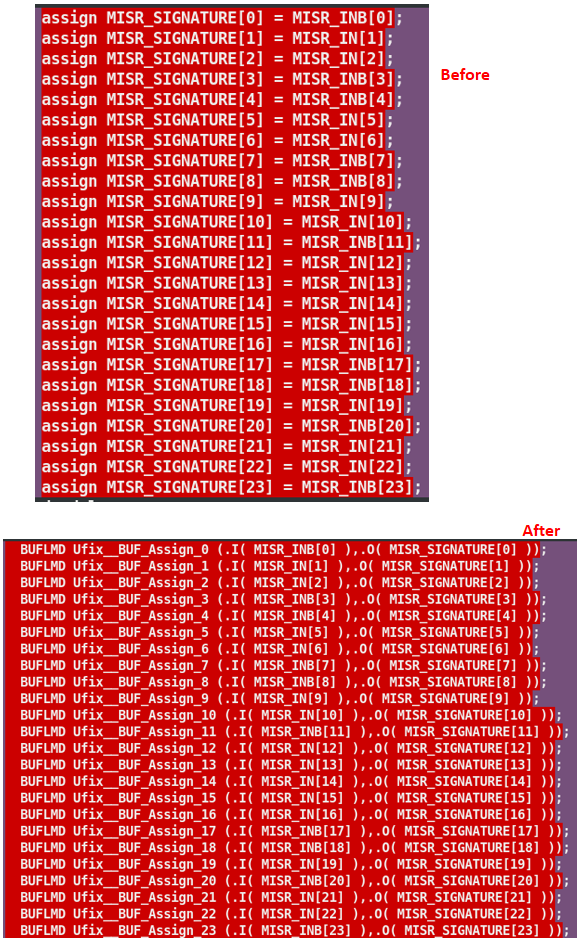 assign MISR_SIGNATURE[0] = MISR_INB[0];
assign MISR_SIGNATURE[1] = MISR_IN[1];
assign MISR_SIGNATURE[2] = MISR_IN[2];
assign MISR_SIGNATURE[3] = MISR_INB[3];
assign MISR_SIGNATURE[4] = MISR_INB[4];
assign MISR_SIGNATURE[5] = MISR_IN[5];
assign MISR_SIGNATURE[6] = MISR_IN[6];
assign MISR_SIGNATURE[7] = MISR_INB[7];
assign MISR_SIGNATURE[8] = MISR_INB[8];
assign MISR_SIGNATURE[9] = MISR_IN[9];
assign MISR_SIGNATURE[10] = MISR_IN[10];
assign MISR_SIGNATURE[11] = MISR_INB[11];
assign MISR_SIGNATURE[12] = MISR_IN[12];
assign MISR_SIGNATURE[13] = MISR_IN[13];
assign MISR_SIGNATURE[14] = MISR_IN[14];
assign MISR_SIGNATURE[15] = MISR_IN[15];
assign MISR_SIGNATURE[16] = MISR_IN[16];
assign MISR_SIGNATURE[17] = MISR_INB[17];
assign MISR_SIGNATURE[18] = MISR_INB[18];
assign MISR_SIGNATURE[19] = MISR_IN[19];
assign MISR_SIGNATURE[20] = MISR_INB[20];
assign MISR_SIGNATURE[21] = MISR_IN[21];
assign MISR_SIGNATURE[22] = MISR_IN[22];
assign MISR_SIGNATURE[23] = MISR_INB[23];
Before
After
BUFLMD Ufix__BUF_Assign_0 (.I( MISR_INB[0] ),.O( MISR_SIGNATURE[0] ));
BUFLMD Ufix__BUF_Assign_1 (.I( MISR_IN[1] ),.O( MISR_SIGNATURE[1] ));
BUFLMD Ufix__BUF_Assign_2 (.I( MISR_IN[2] ),.O( MISR_SIGNATURE[2] ));
BUFLMD Ufix__BUF_Assign_3 (.I( MISR_INB[3] ),.O( MISR_SIGNATURE[3] ));
BUFLMD Ufix__BUF_Assign_4 (.I( MISR_INB[4] ),.O( MISR_SIGNATURE[4] ));
BUFLMD Ufix__BUF_Assign_5 (.I( MISR_IN[5] ),.O( MISR_SIGNATURE[5] ));
BUFLMD Ufix__BUF_Assign_6 (.I( MISR_IN[6] ),.O( MISR_SIGNATURE[6] ));
BUFLMD Ufix__BUF_Assign_7 (.I( MISR_INB[7] ),.O( MISR_SIGNATURE[7] ));
BUFLMD Ufix__BUF_Assign_8 (.I( MISR_INB[8] ),.O( MISR_SIGNATURE[8] ));
BUFLMD Ufix__BUF_Assign_9 (.I( MISR_IN[9] ),.O( MISR_SIGNATURE[9] ));
BUFLMD Ufix__BUF_Assign_10 (.I( MISR_IN[10] ),.O( MISR_SIGNATURE[10] ));
BUFLMD Ufix__BUF_Assign_11 (.I( MISR_INB[11] ),.O( MISR_SIGNATURE[11] ));
BUFLMD Ufix__BUF_Assign_12 (.I( MISR_IN[12] ),.O( MISR_SIGNATURE[12] ));
BUFLMD Ufix__BUF_Assign_13 (.I( MISR_IN[13] ),.O( MISR_SIGNATURE[13] ));
BUFLMD Ufix__BUF_Assign_14 (.I( MISR_IN[14] ),.O( MISR_SIGNATURE[14] ));
BUFLMD Ufix__BUF_Assign_15 (.I( MISR_IN[15] ),.O( MISR_SIGNATURE[15] ));
BUFLMD Ufix__BUF_Assign_16 (.I( MISR_IN[16] ),.O( MISR_SIGNATURE[16] ));
BUFLMD Ufix__BUF_Assign_17 (.I( MISR_INB[17] ),.O( MISR_SIGNATURE[17] ));
BUFLMD Ufix__BUF_Assign_18 (.I( MISR_INB[18] ),.O( MISR_SIGNATURE[18] ));
BUFLMD Ufix__BUF_Assign_19 (.I( MISR_IN[19] ),.O( MISR_SIGNATURE[19] ));
BUFLMD Ufix__BUF_Assign_20 (.I( MISR_INB[20] ),.O( MISR_SIGNATURE[20] ));
BUFLMD Ufix__BUF_Assign_21 (.I( MISR_IN[21] ),.O( MISR_SIGNATURE[21] ));
BUFLMD Ufix__BUF_Assign_22 (.I( MISR_IN[22] ),.O( MISR_SIGNATURE[22] ));
BUFLMD Ufix__BUF_Assign_23 (.I( MISR_INB[23] ),.O( MISR_SIGNATURE[23] ));